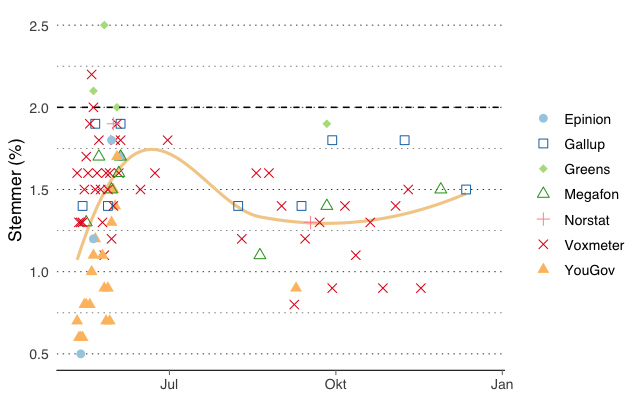 2.5
2.0
1.5
1.0
0.5
Stemmer (%)
Jul
Okt
Jan
Epinion
Gallup
Greens
Megafon
Norstat
Voxmeter
YouGov